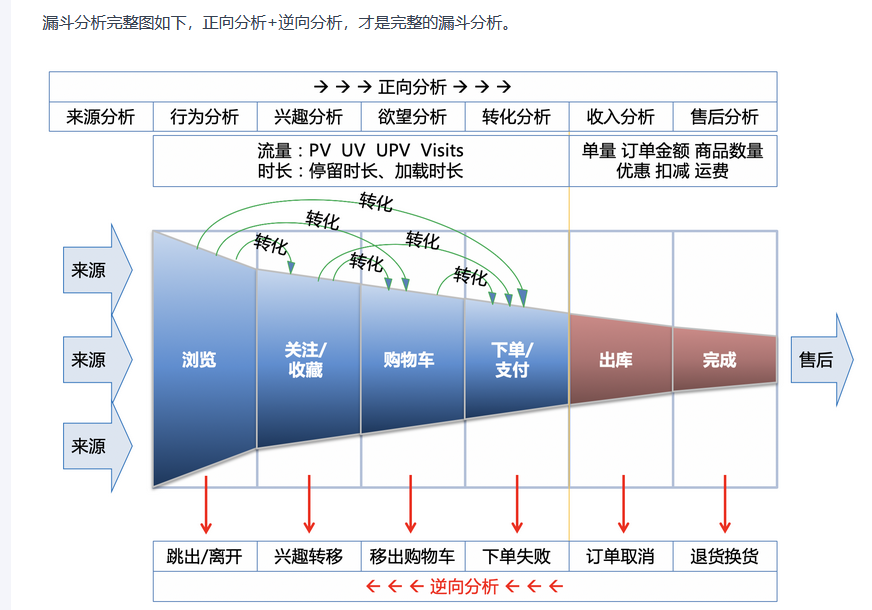 漏斗分析完整图如下，正向分析+逆向分析，才是完整的漏斗分析。
→ → → 正向分析 → → →
来源分析 行为分析 兴趣分析 欲望分析 转化分析 收入分析 售后分析
流量：PV UV UPV Visits
时长：停留时长、加载时长
单量 订单金额 商品数量
优惠 扣减 运费
转化
转化
转化
转化
转化
转化
来源
来源
来源
浏览
关注/
收藏
购物车
下单/
支付
出库
完成
售后
跳出/离开 兴趣转移 移出购物车 下单失败 订单取消 退货换货
← ← ← 逆向分析 ← ← ←